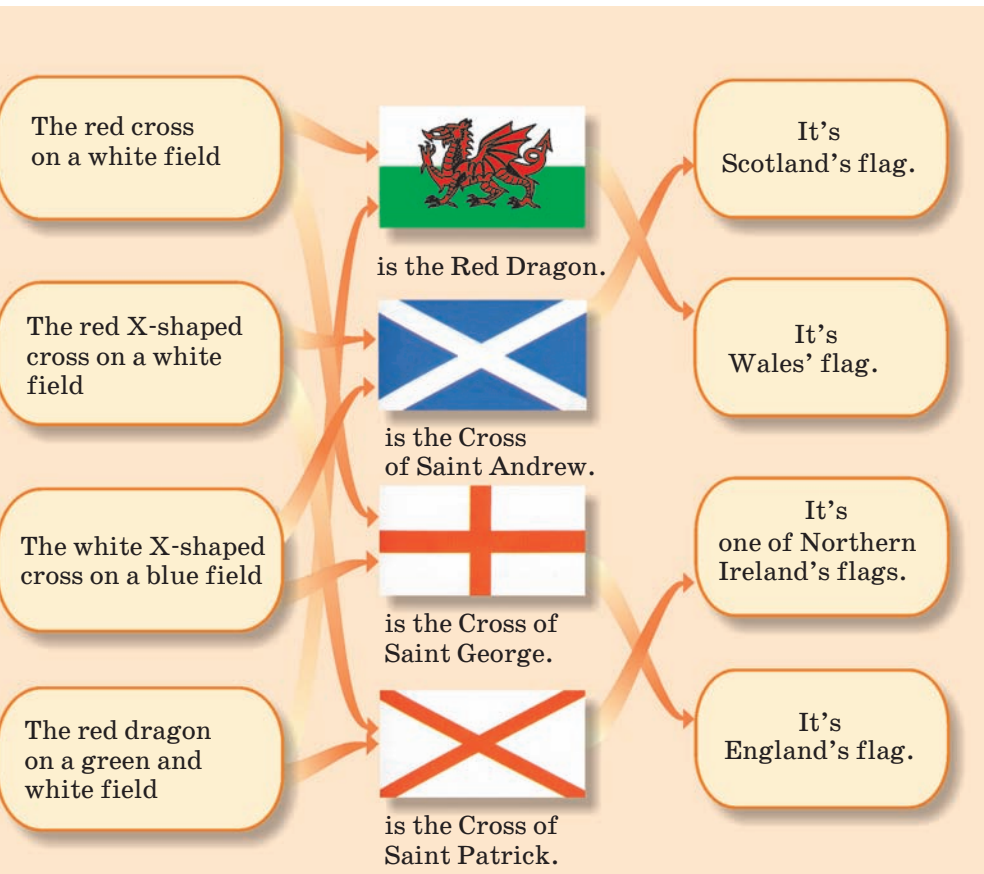 The red cross
on a white field
The red X-shaped
cross on a white
field
The white X-shaped
cross on a blue field
The red dragon
on a green and
white field
is the Red Dragon.
is the Cross
of Saint Andrew.
is the Cross of
Saint George.
is the Cross of
Saint Patrick.
It's
Scotland's flag.
It's
Wales' flag.
It's
one of Northern
Ireland's flags.
It's
England's flag.